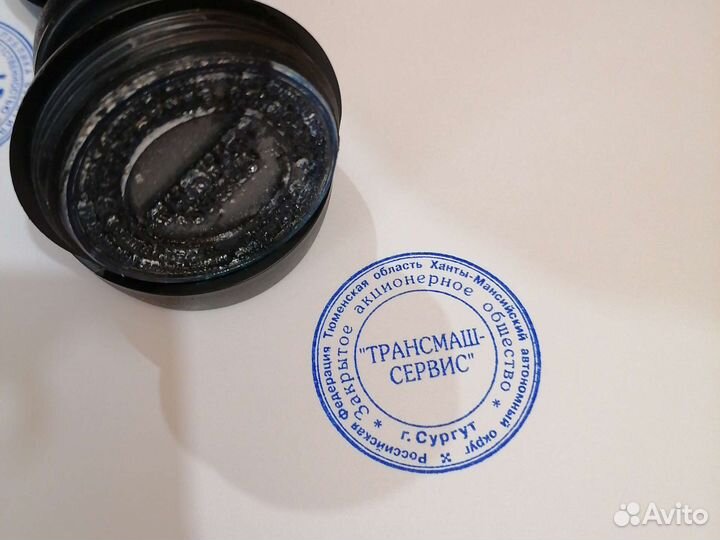 Российская Федерация Тюменская область Ханты-Мансийский автономный округ
* Закрытое акционерное общество *
"ТРАНСМАШ-
СЕРВИС"
г. Сургут
Avito